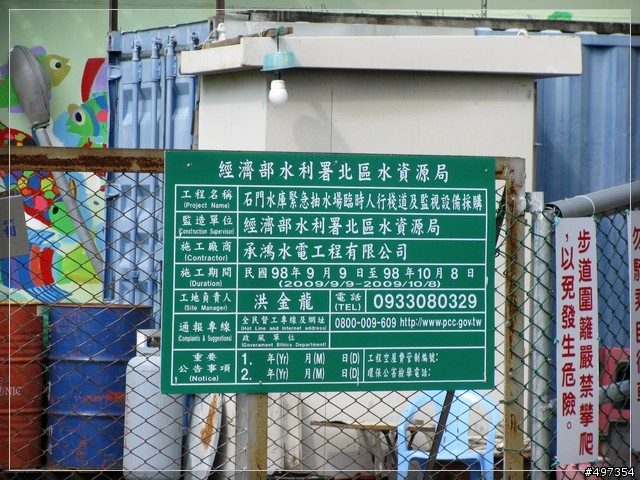 經濟部水利署北區水資源局
工程名稱
(Project Name)
石門水庫緊急抽水場臨時人行棧道及監視設備採購
監造單位
(Construction Supervisor)
經濟部水利署北區水資源局
施工廠商
(Contractor)
承鴻水電工程有限公司
施工期間
(Duration)
民國98年9月9日至98年10月8日
(2009/9/9-2009/10/8)
工地負責人
(Site Manager)
洪金龍
電話
(TEL)
0933080329
通報專線
(Complaints & Suggestions)
全民督工專線及網址
(Hot Line and Internet address)
0800-009-609 http://www.pcc.gov.tw
政風單位
(Government Ethics Department)
重要
公告事項
(Notice)
1. 年(Yr) 月(M) 日(D)
2. 年(Yr) 月(M) 日(D)
工程空屋費管制編號:
環保公害檢舉電話:
步道圍籬嚴禁攀爬
，以免發生危險。
#497354